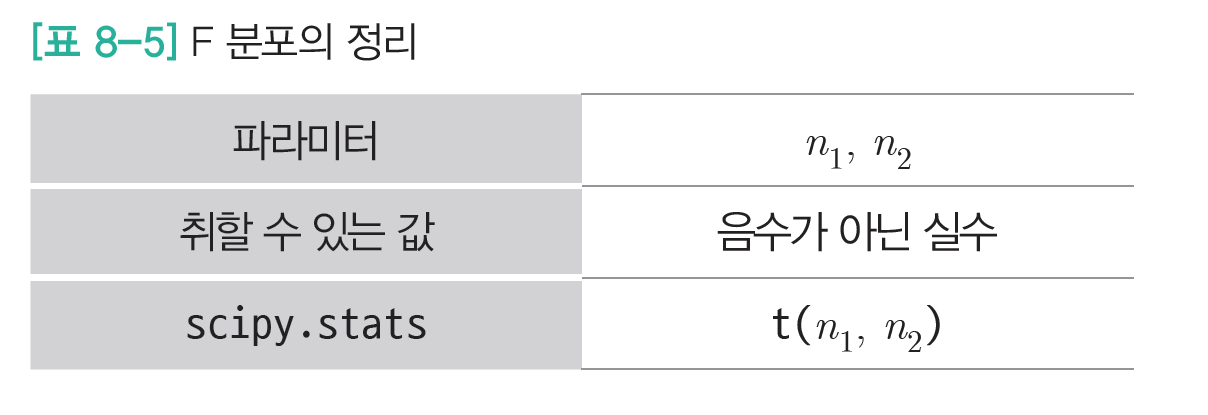 [표 8-5] F 분포의 정리
파라미터 n₁, n₂
취할 수 있는 값 음수가 아닌 실수
scipy.stats t(n₁, n₂)